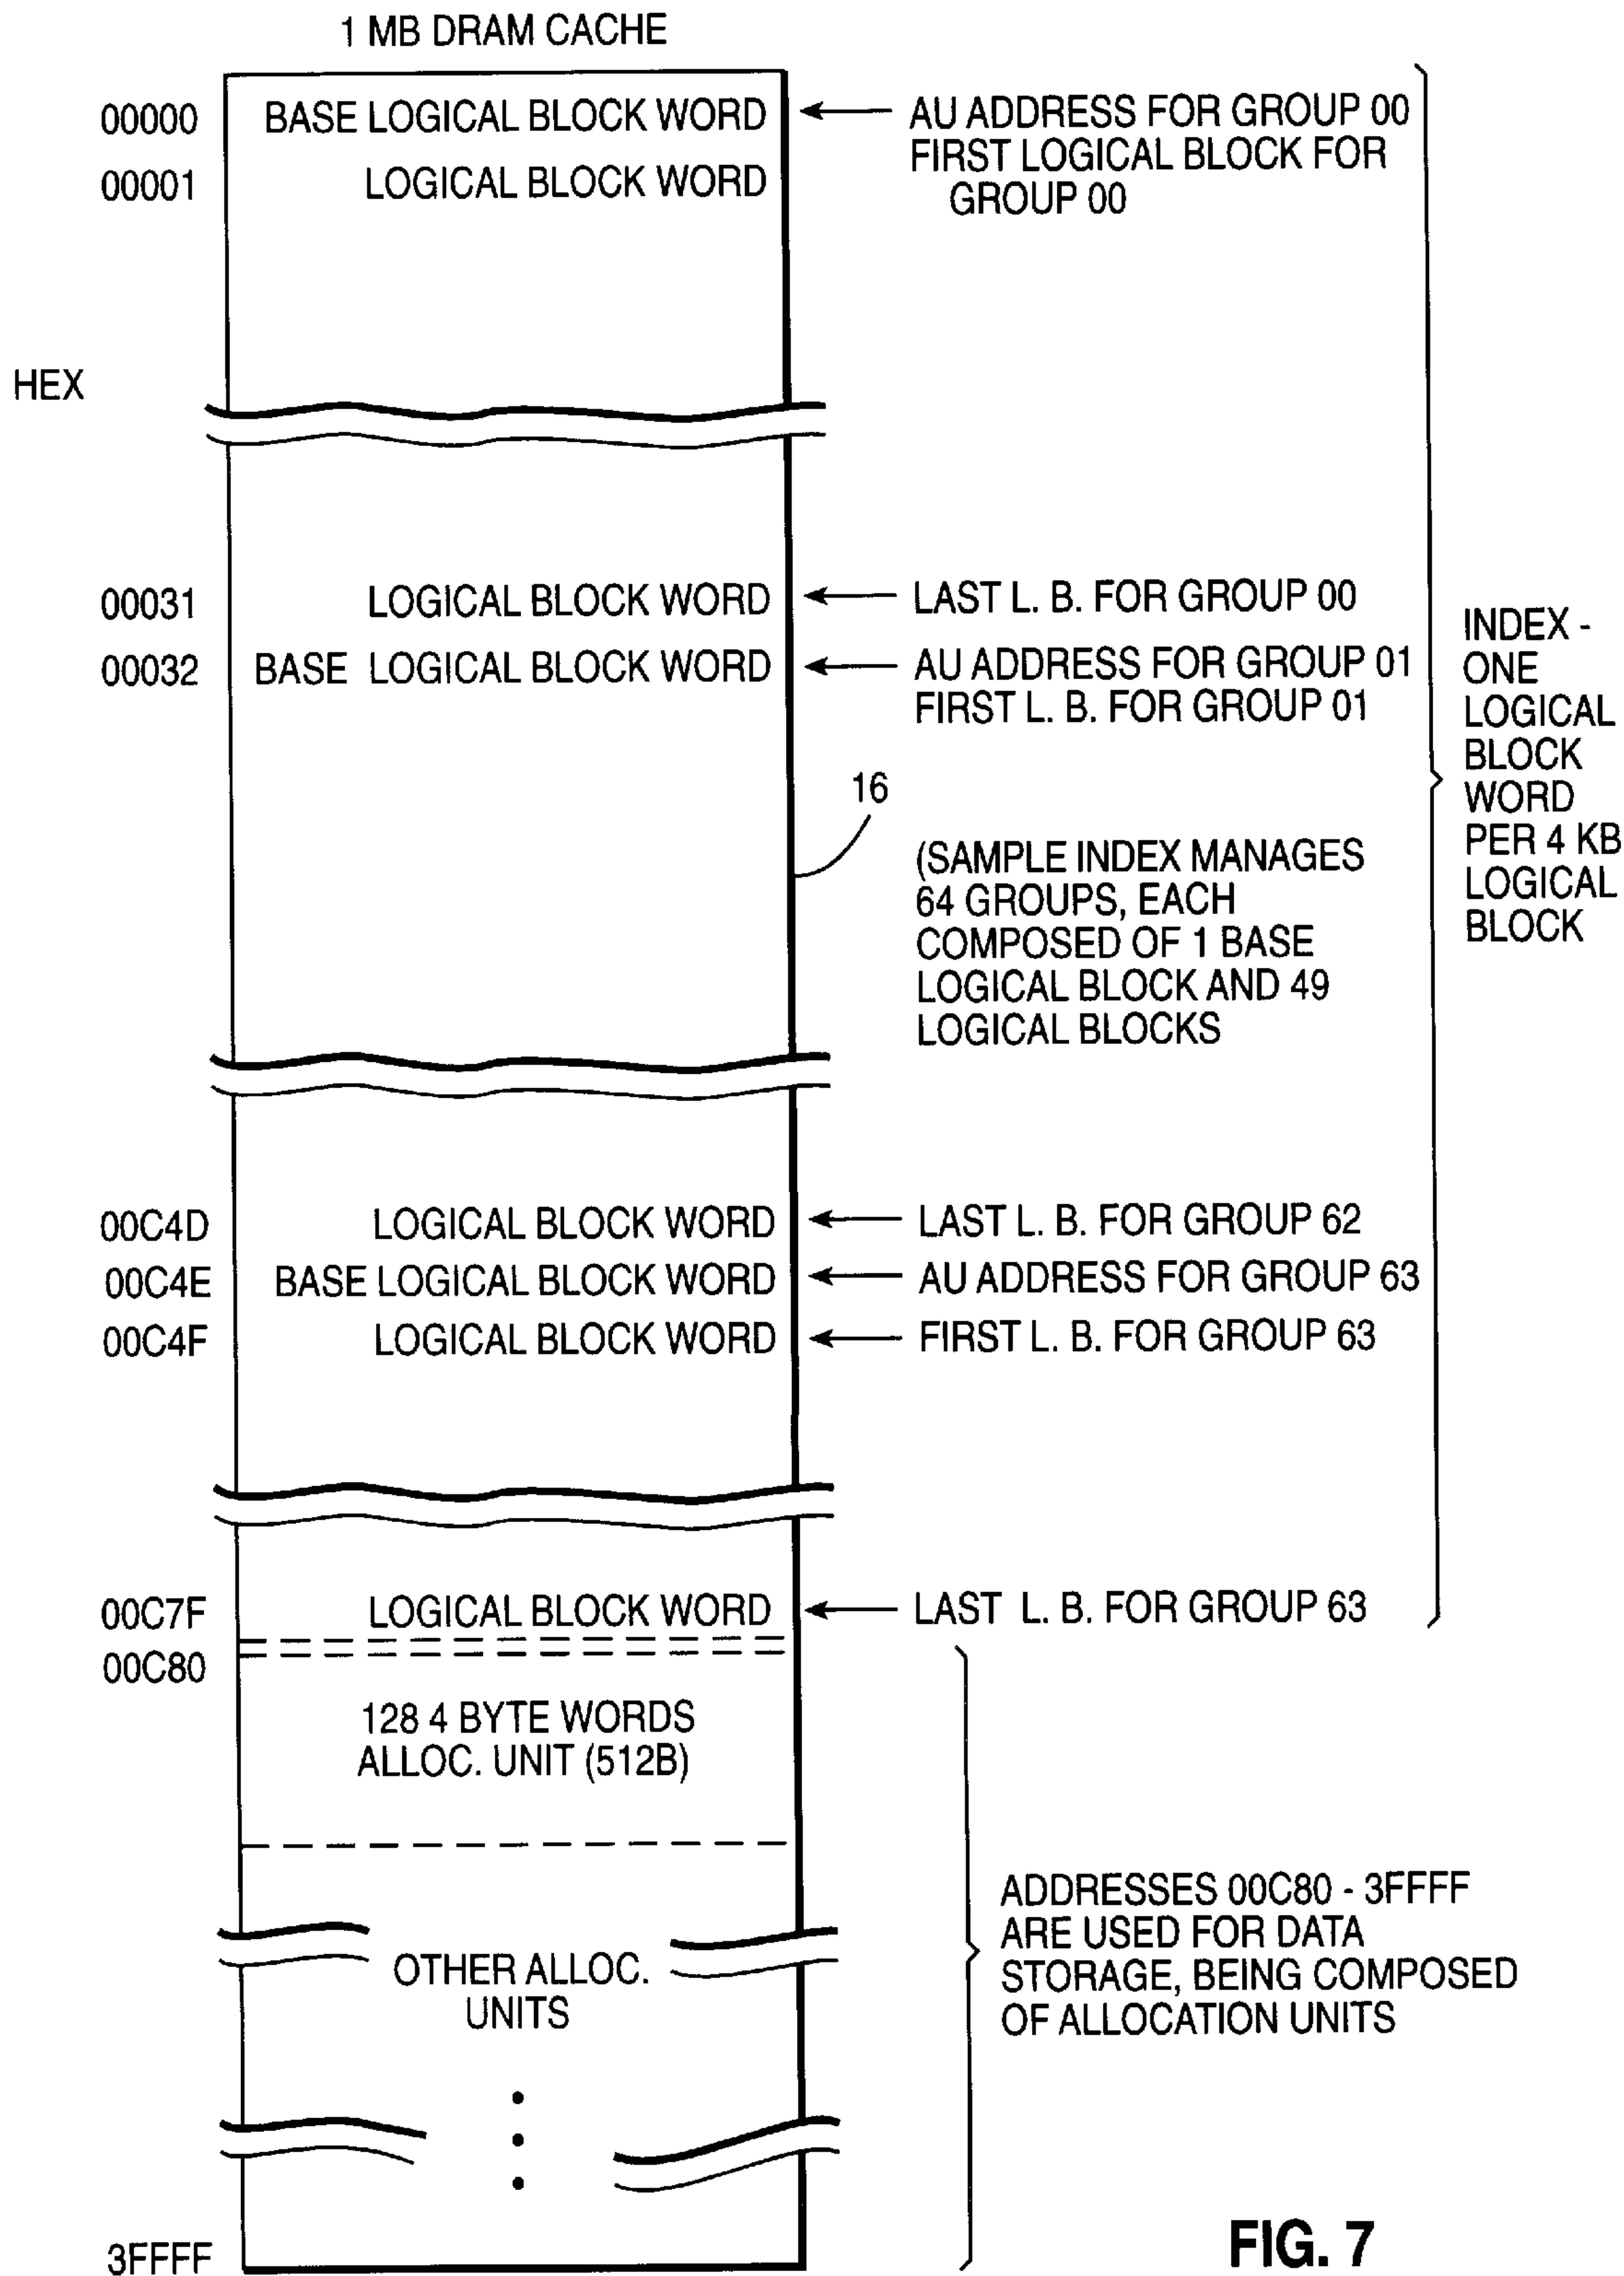 1 MB DRAM CACHE
00000 BASE LOGICAL BLOCK WORD
AU ADDRESS FOR GROUP 00
FIRST LOGICAL BLOCK FOR
GROUP 00
00001 LOGICAL BLOCK WORD
HEX
00031 LOGICAL BLOCK WORD
LAST L. B. FOR GROUP 00
00032 BASE LOGICAL BLOCK WORD
AU ADDRESS FOR GROUP 01
FIRST L. B. FOR GROUP 01
INDEX -
ONE
LOGICAL
BLOCK
WORD
PER 4 KB
LOGICAL
BLOCK
16
(SAMPLE INDEX MANAGES
64 GROUPS, EACH
COMPOSED OF 1 BASE
LOGICAL BLOCK AND 49
LOGICAL BLOCKS
00C4D LOGICAL BLOCK WORD
LAST L. B. FOR GROUP 62
00C4E BASE LOGICAL BLOCK WORD
AU ADDRESS FOR GROUP 63
00C4F LOGICAL BLOCK WORD
FIRST L. B. FOR GROUP 63
00C7F LOGICAL BLOCK WORD
LAST L. B. FOR GROUP 63
00C80
128 4 BYTE WORDS
ALLOC. UNIT (512B)
ADDRESSES 00C80 - 3FFFF
ARE USED FOR DATA
STORAGE, BEING COMPOSED
OF ALLOCATION UNITS
OTHER ALLOC.
UNITS
3FFFF
FIG. 7